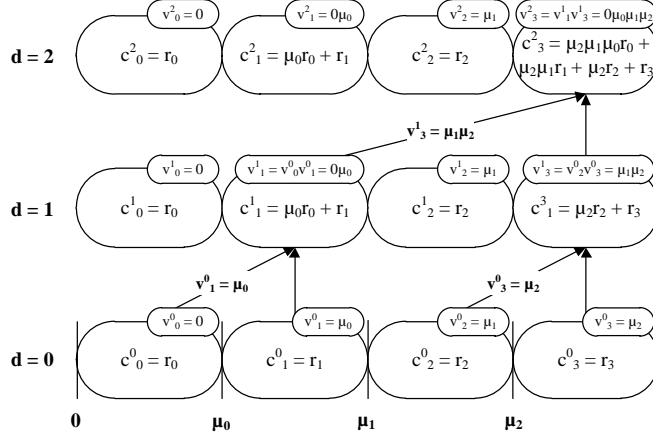 v²₀ = 0
v²₁ = 0μ₀
v²₂ = μ₁
v²₃ = v¹₁v¹₃ = 0μ₀μ₁μ₂
d = 2
c²₀ = r₀
c²₁ = μ₀r₀ + r₁
c²₂ = r₂
c²₃ = μ₂μ₁μ₀r₀ +
μ₂μ₁r₁ + μ₂r₂ + r₃
v¹₃ = μ₁μ₂
v¹₀ = 0
v¹₁ = v⁰₀v⁰₁ = 0μ₀
v¹₂ = μ₁
v¹₃ = v⁰₂v⁰₃ = μ₁μ₂
d = 1
c¹₀ = r₀
c¹₁ = μ₀r₀ + r₁
c¹₂ = r₂
c³₁ = μ₂r₂ + r₃
v⁰₁ = μ₀
v⁰₃ = μ₂
v⁰₀ = 0
v⁰₁ = μ₀
v⁰₂ = μ₁
v⁰₃ = μ₂
d = 0
c⁰₀ = r₀
c⁰₁ = r₁
c⁰₂ = r₂
c⁰₃ = r₃
0
μ₀
μ₁
μ₂